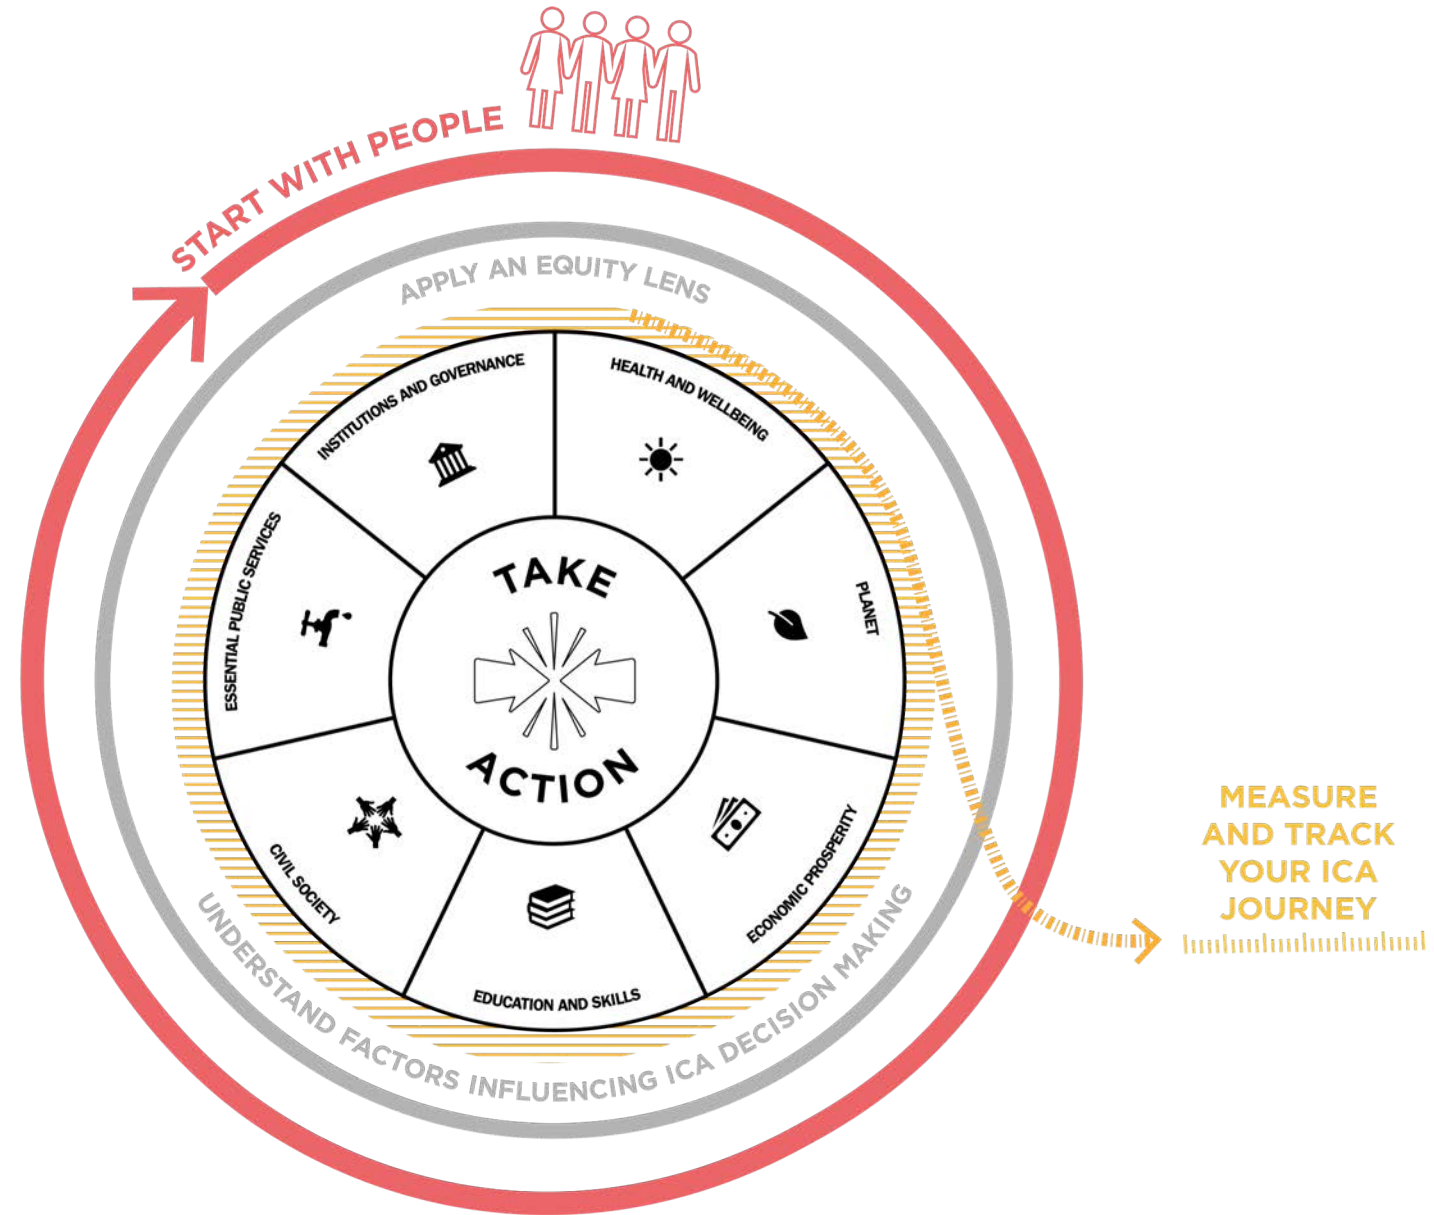 START WITH PEOPLE
APPLY AN EQUITY LENS
INSTITUTIONS AND GOVERNANCE
HEALTH AND WELLBEING
ESSENTIAL PUBLIC SERVICES
PLANET
TAKE
ACTION
CIVIL SOCIETY
ECONOMIC PROSPERITY
EDUCATION AND SKILLS
UNDERSTAND FACTORS INFLUENCING ICA DECISION MAKING
MEASURE
AND TRACK
YOUR ICA
JOURNEY